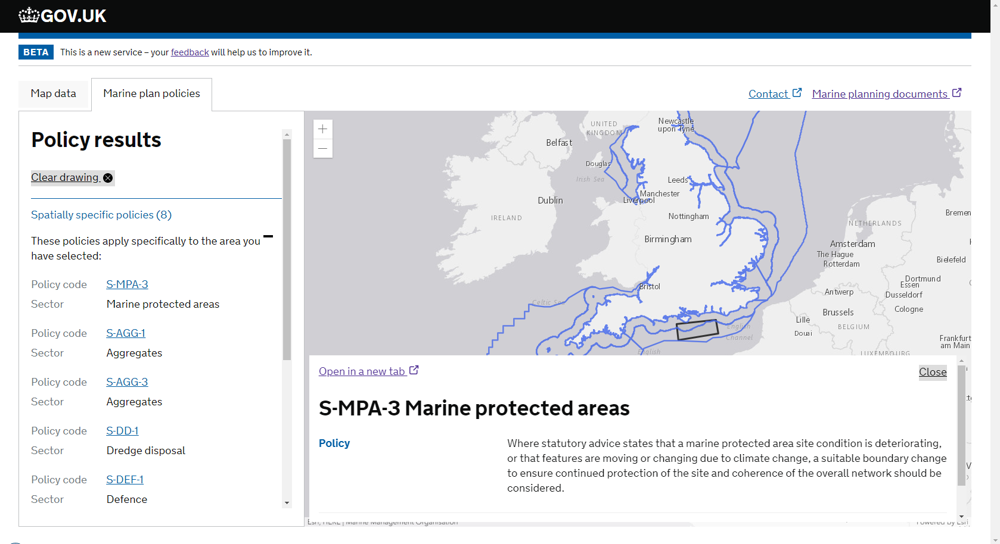 GOV.UK
BETA This is a new service – your feedback will help us to improve it.
Map data
Marine plan policies
Contact
Marine planning documents
Policy results
Clear drawing
Spatially specific policies (8)
These policies apply specifically to the area you
have selected:
Policy code S-MPA-3
Sector Marine protected areas
Policy code S-AGG-1
Sector Aggregates
Policy code S-AGG-3
Sector Aggregates
Policy code S-DD-1
Sector Dredge disposal
Policy code S-DEF-1
Sector Defence
UNITED
KINGDOM
Newcastle
upon Tyne
Belfast
Douglas
Irish Sea
Leeds
Manchester
Liverpool
Dublin
IRELAND
Nottingham
Birmingham
Bristol
Celtic Sea
English
Channel
English
Bremen
NETHERLANDS
Amsterdam
The Hague
Rotterdam
Bielefeld
Dortmund
Essen
Antwerp
Dusseldorf
Cologne
Brussels
Lille
BELGIUM
Douai
Frankfurt
am Main
LUXEMBOURG
Open in a new tab
Close
S-MPA-3 Marine protected areas
Policy
Where statutory advice states that a marine protected area site condition is deteriorating,
or that features are moving or changing due to climate change, a suitable boundary change
to ensure continued protection of the site and coherence of the overall network should be
considered.
Esri, HERE | Marine Management Organisation
Powered by Esri